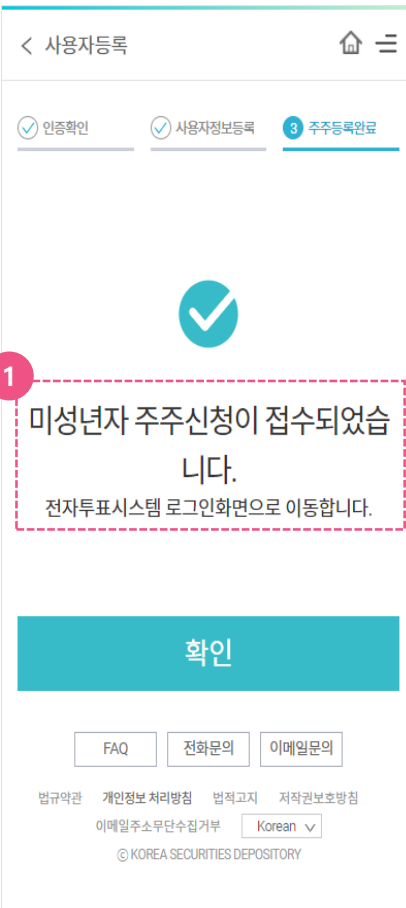 사용자등록
인증확인 사용자정보등록 3 주주등록완료
1
미성년자 주주신청이 접수되었습
니다.
전자투표시스템 로그인화면으로 이동합니다.
확인
FAQ 전화문의 이메일문의
법규약관 개인정보 처리방침 법적고지 저작권보호방침
이메일주소무단수집거부 Korean
ⓒ KOREA SECURITIES DEPOSITORY